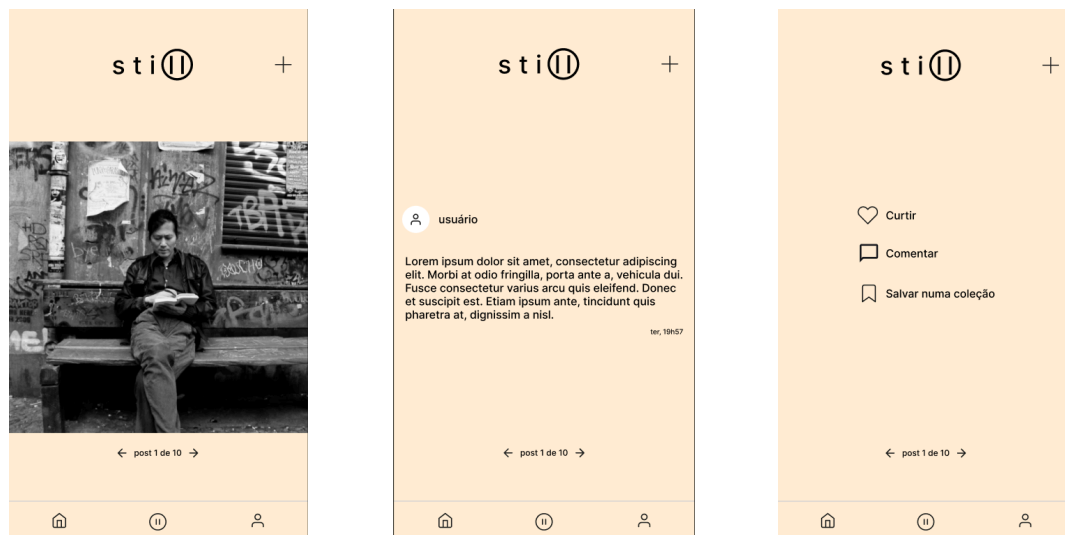 still
TBA
post 1 de 10
still
usuário
Lorem ipsum dolor sit amet, consectetur adipiscing
elit. Morbi at odio fringilla, porta ante a, vehicula dui.
Fusce consectetur varius arcu quis eleifend. Donec
et suscipit est. Etiam ipsum ante, tincidunt quis
pharetra at, dignissim a nisl.
ter, 19h57
post 1 de 10
still
Curtir
Comentar
Salvar numa coleção
post 1 de 10